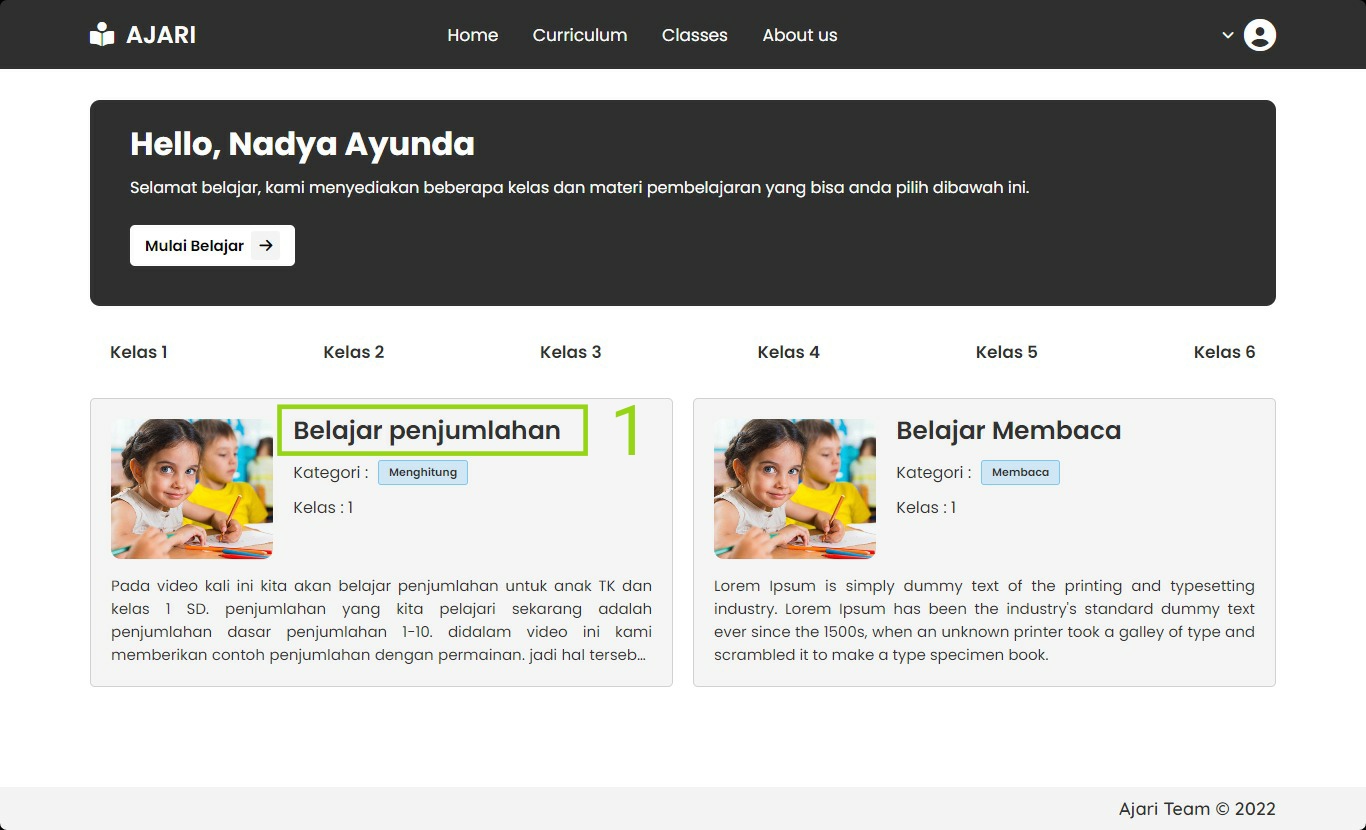 AJARI
Home Curriculum Classes About us
Hello, Nadya Ayunda
Selamat belajar, kami menyediakan beberapa kelas dan materi pembelajaran yang bisa anda pilih dibawah ini.
Mulai Belajar
Kelas 1 Kelas 2 Kelas 3 Kelas 4 Kelas 5 Kelas 6
Belajar penjumlahan
1
Kategori : Menghitung
Kelas : 1
Pada video kali ini kita akan belajar penjumlahan untuk anak TK dan
kelas 1 SD. penjumlahan yang kita pelajari sekarang adalah
penjumlahan dasar penjumlahan 1-10. didalam video ini kami
memberikan contoh penjumlahan dengan permainan. jadi hal terseb...
Belajar Membaca
Kategori : Membaca
Kelas : 1
Lorem Ipsum is simply dummy text of the printing and typesetting
industry. Lorem Ipsum has been the industry's standard dummy text
ever since the 1500s, when an unknown printer took a galley of type and
scrambled it to make a type specimen book.
Ajari Team © 2022